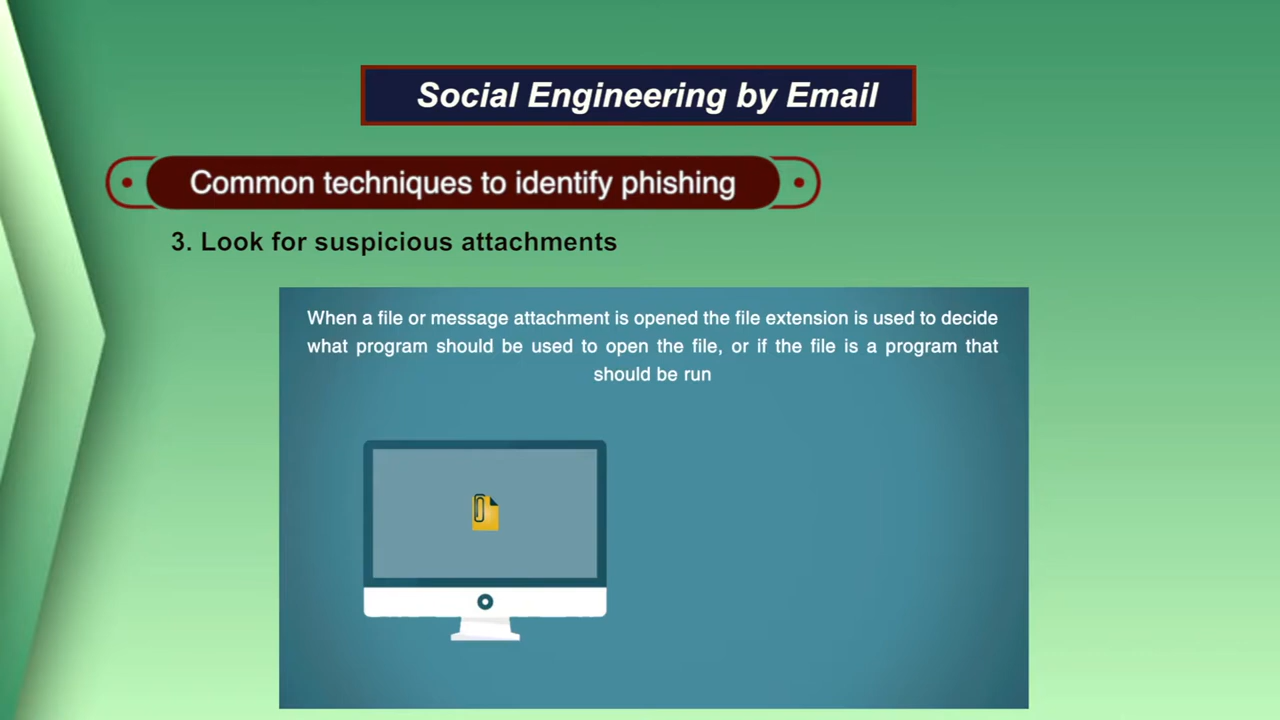 Social Engineering by Email
Common techniques to identify phishing
3. Look for suspicious attachments
When a file or message attachment is opened the file extension is used to decide
what program should be used to open the file, or if the file is a program that
should be run